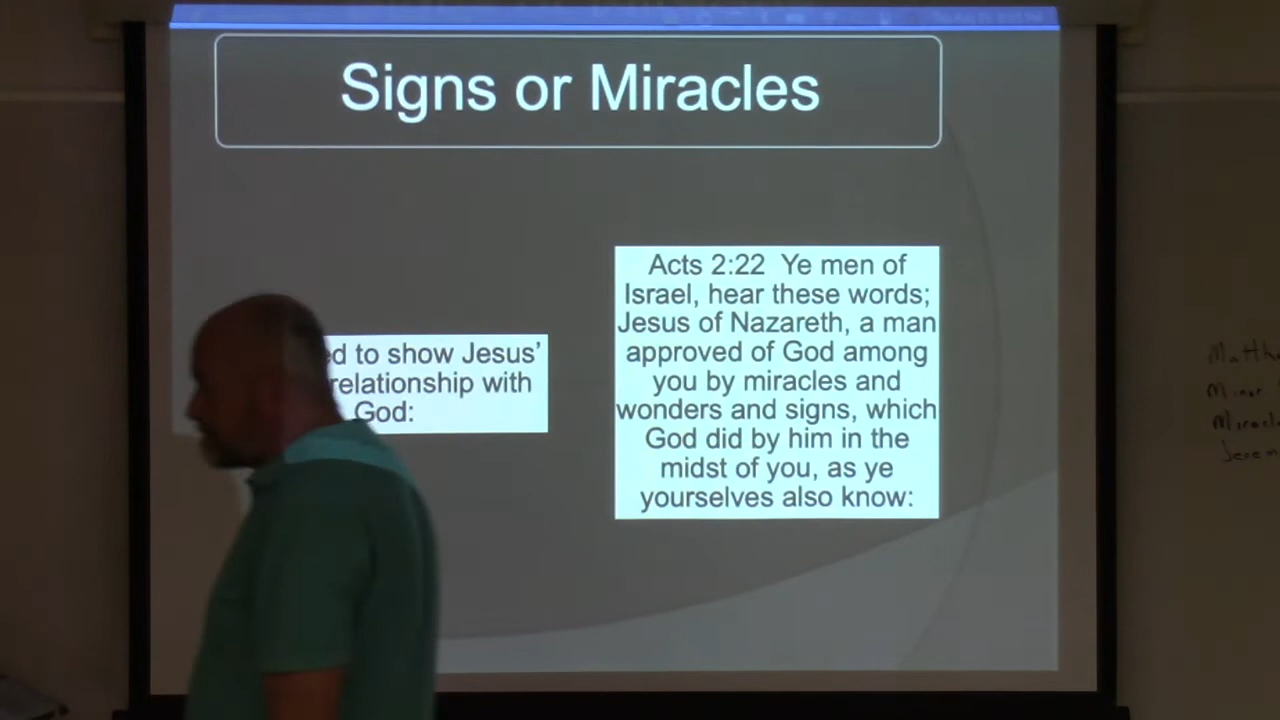 Signs or Miracles
ed to show Jesus’
relationship with
God:
Acts 2:22 Ye men of
Israel, hear these words;
Jesus of Nazareth, a man
approved of God among
you by miracles and
wonders and signs, which
God did by him in the
midst of you, as ye
yourselves also know:
Minor